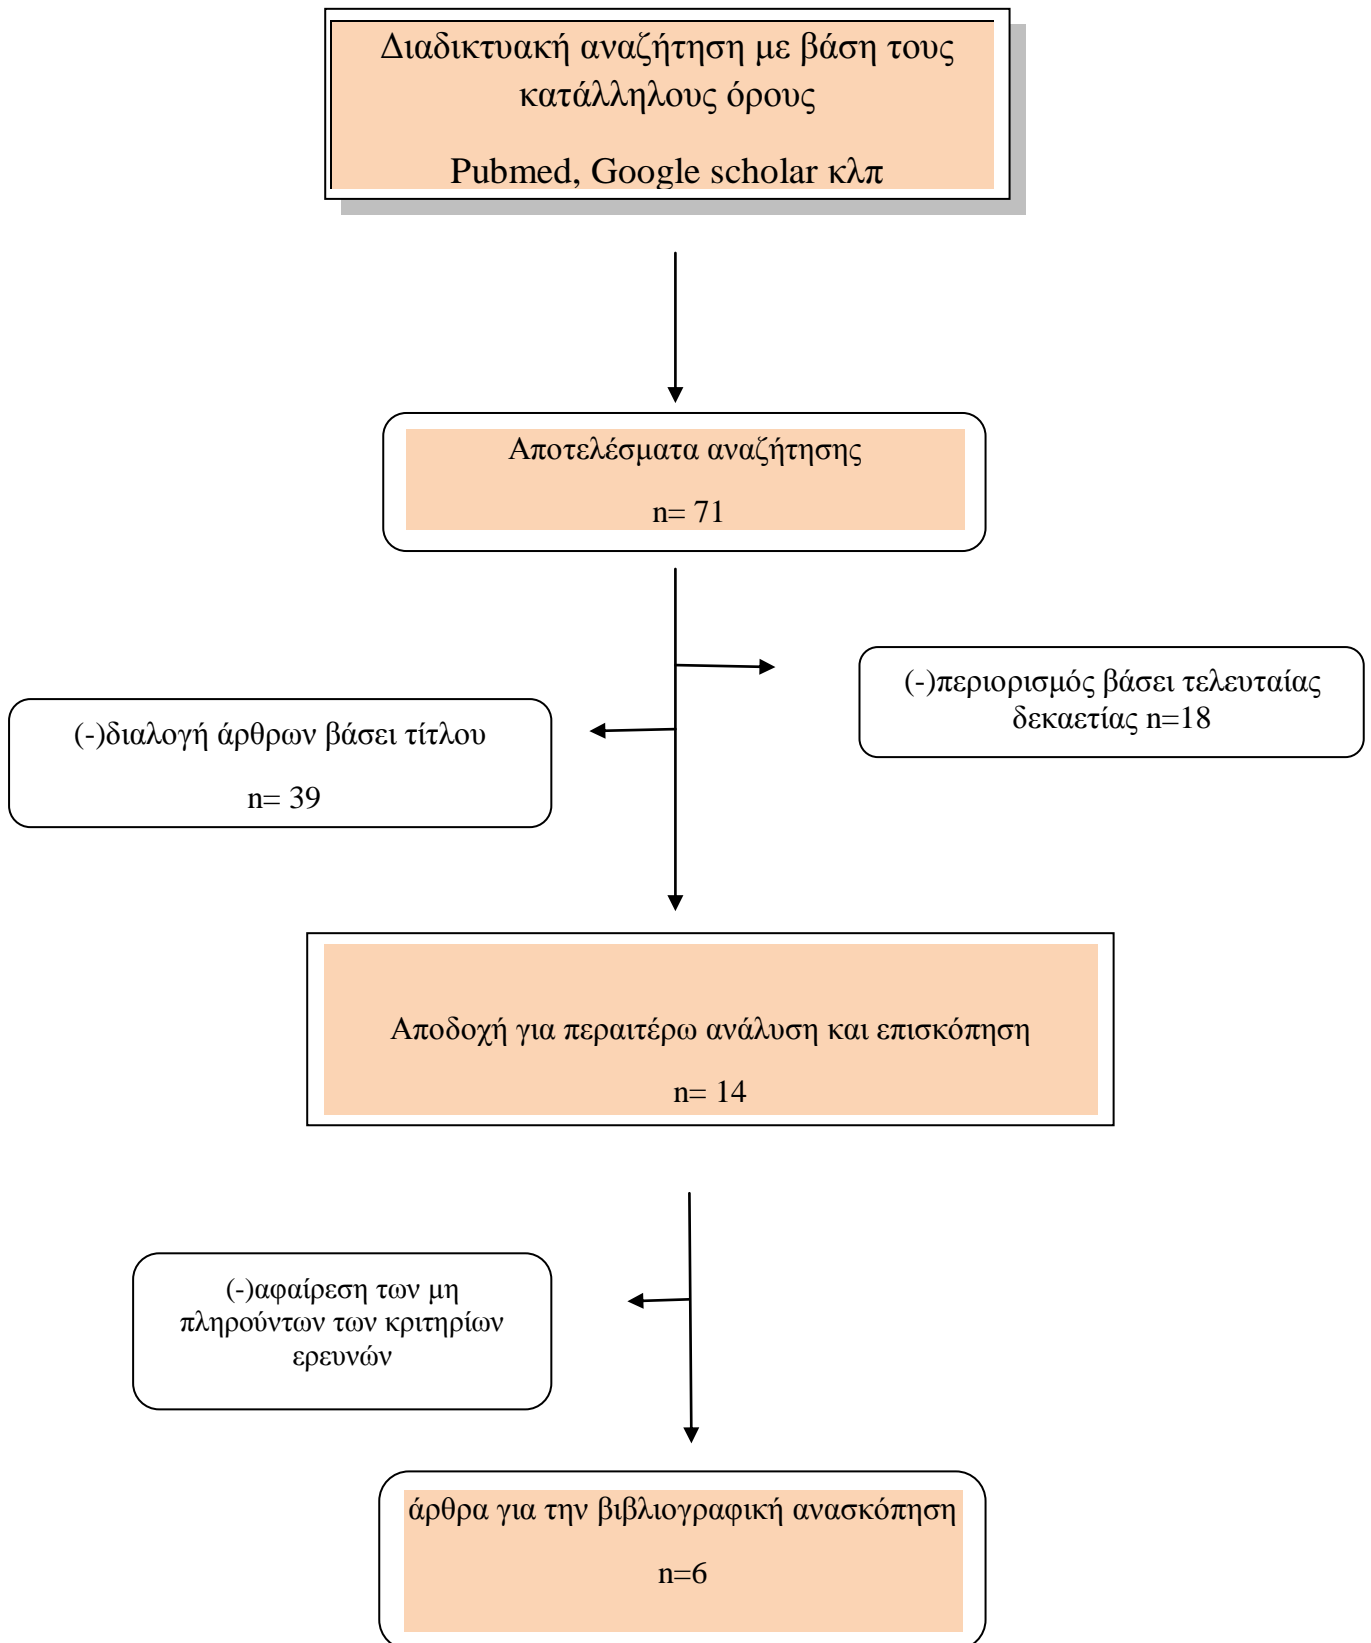 Διαδικτυακή αναζήτηση με βάση τους
κατάλληλους όρους
Pubmed, Google scholar κλπ
Αποτελέσματα αναζήτησης
n= 71
(-)περιορισμός βάσει τελευταίας
δεκαετίας n=18
(-)διαλογή άρθρων βάσει τίτλου
n= 39
Αποδοχή για περαιτέρω ανάλυση και επισκόπηση
n= 14
(-)αφαίρεση των μη
πληρούντων των κριτηρίων
ερευνών
άρθρα για την βιβλιογραφική ανασκόπηση
n=6